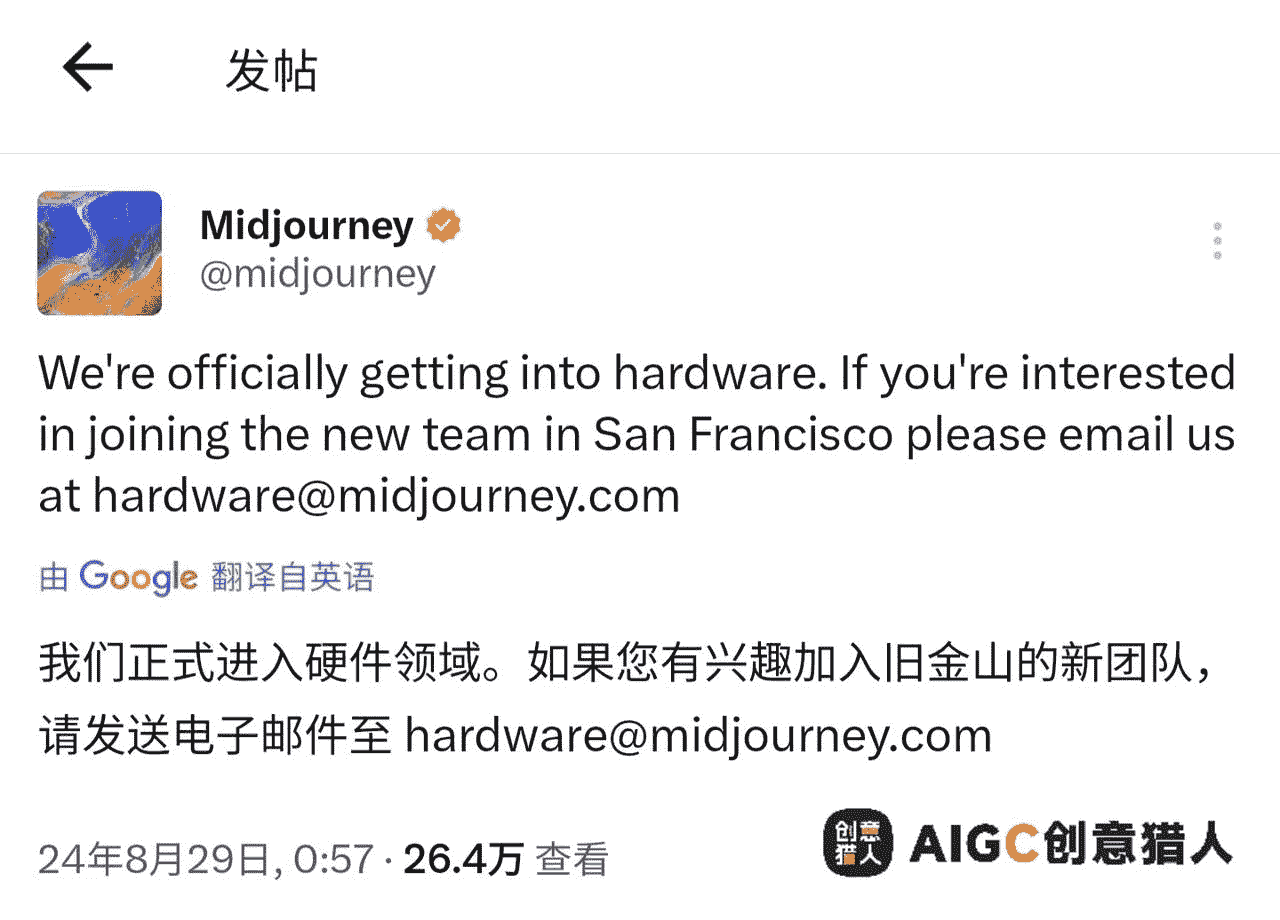 发帖
Midjourney
@midjourney
We're officially getting into hardware. If you're interested
in joining the new team in San Francisco please email us
at hardware@midjourney.com
由 Google 翻译自英语
我们正式进入硬件领域。如果您有兴趣加入旧金山的新团队，
请发送电子邮件至 hardware@midjourney.com
24年8月29日, 0:57 · 26.4万 查看
创意
猎人
AIGC创意猎人